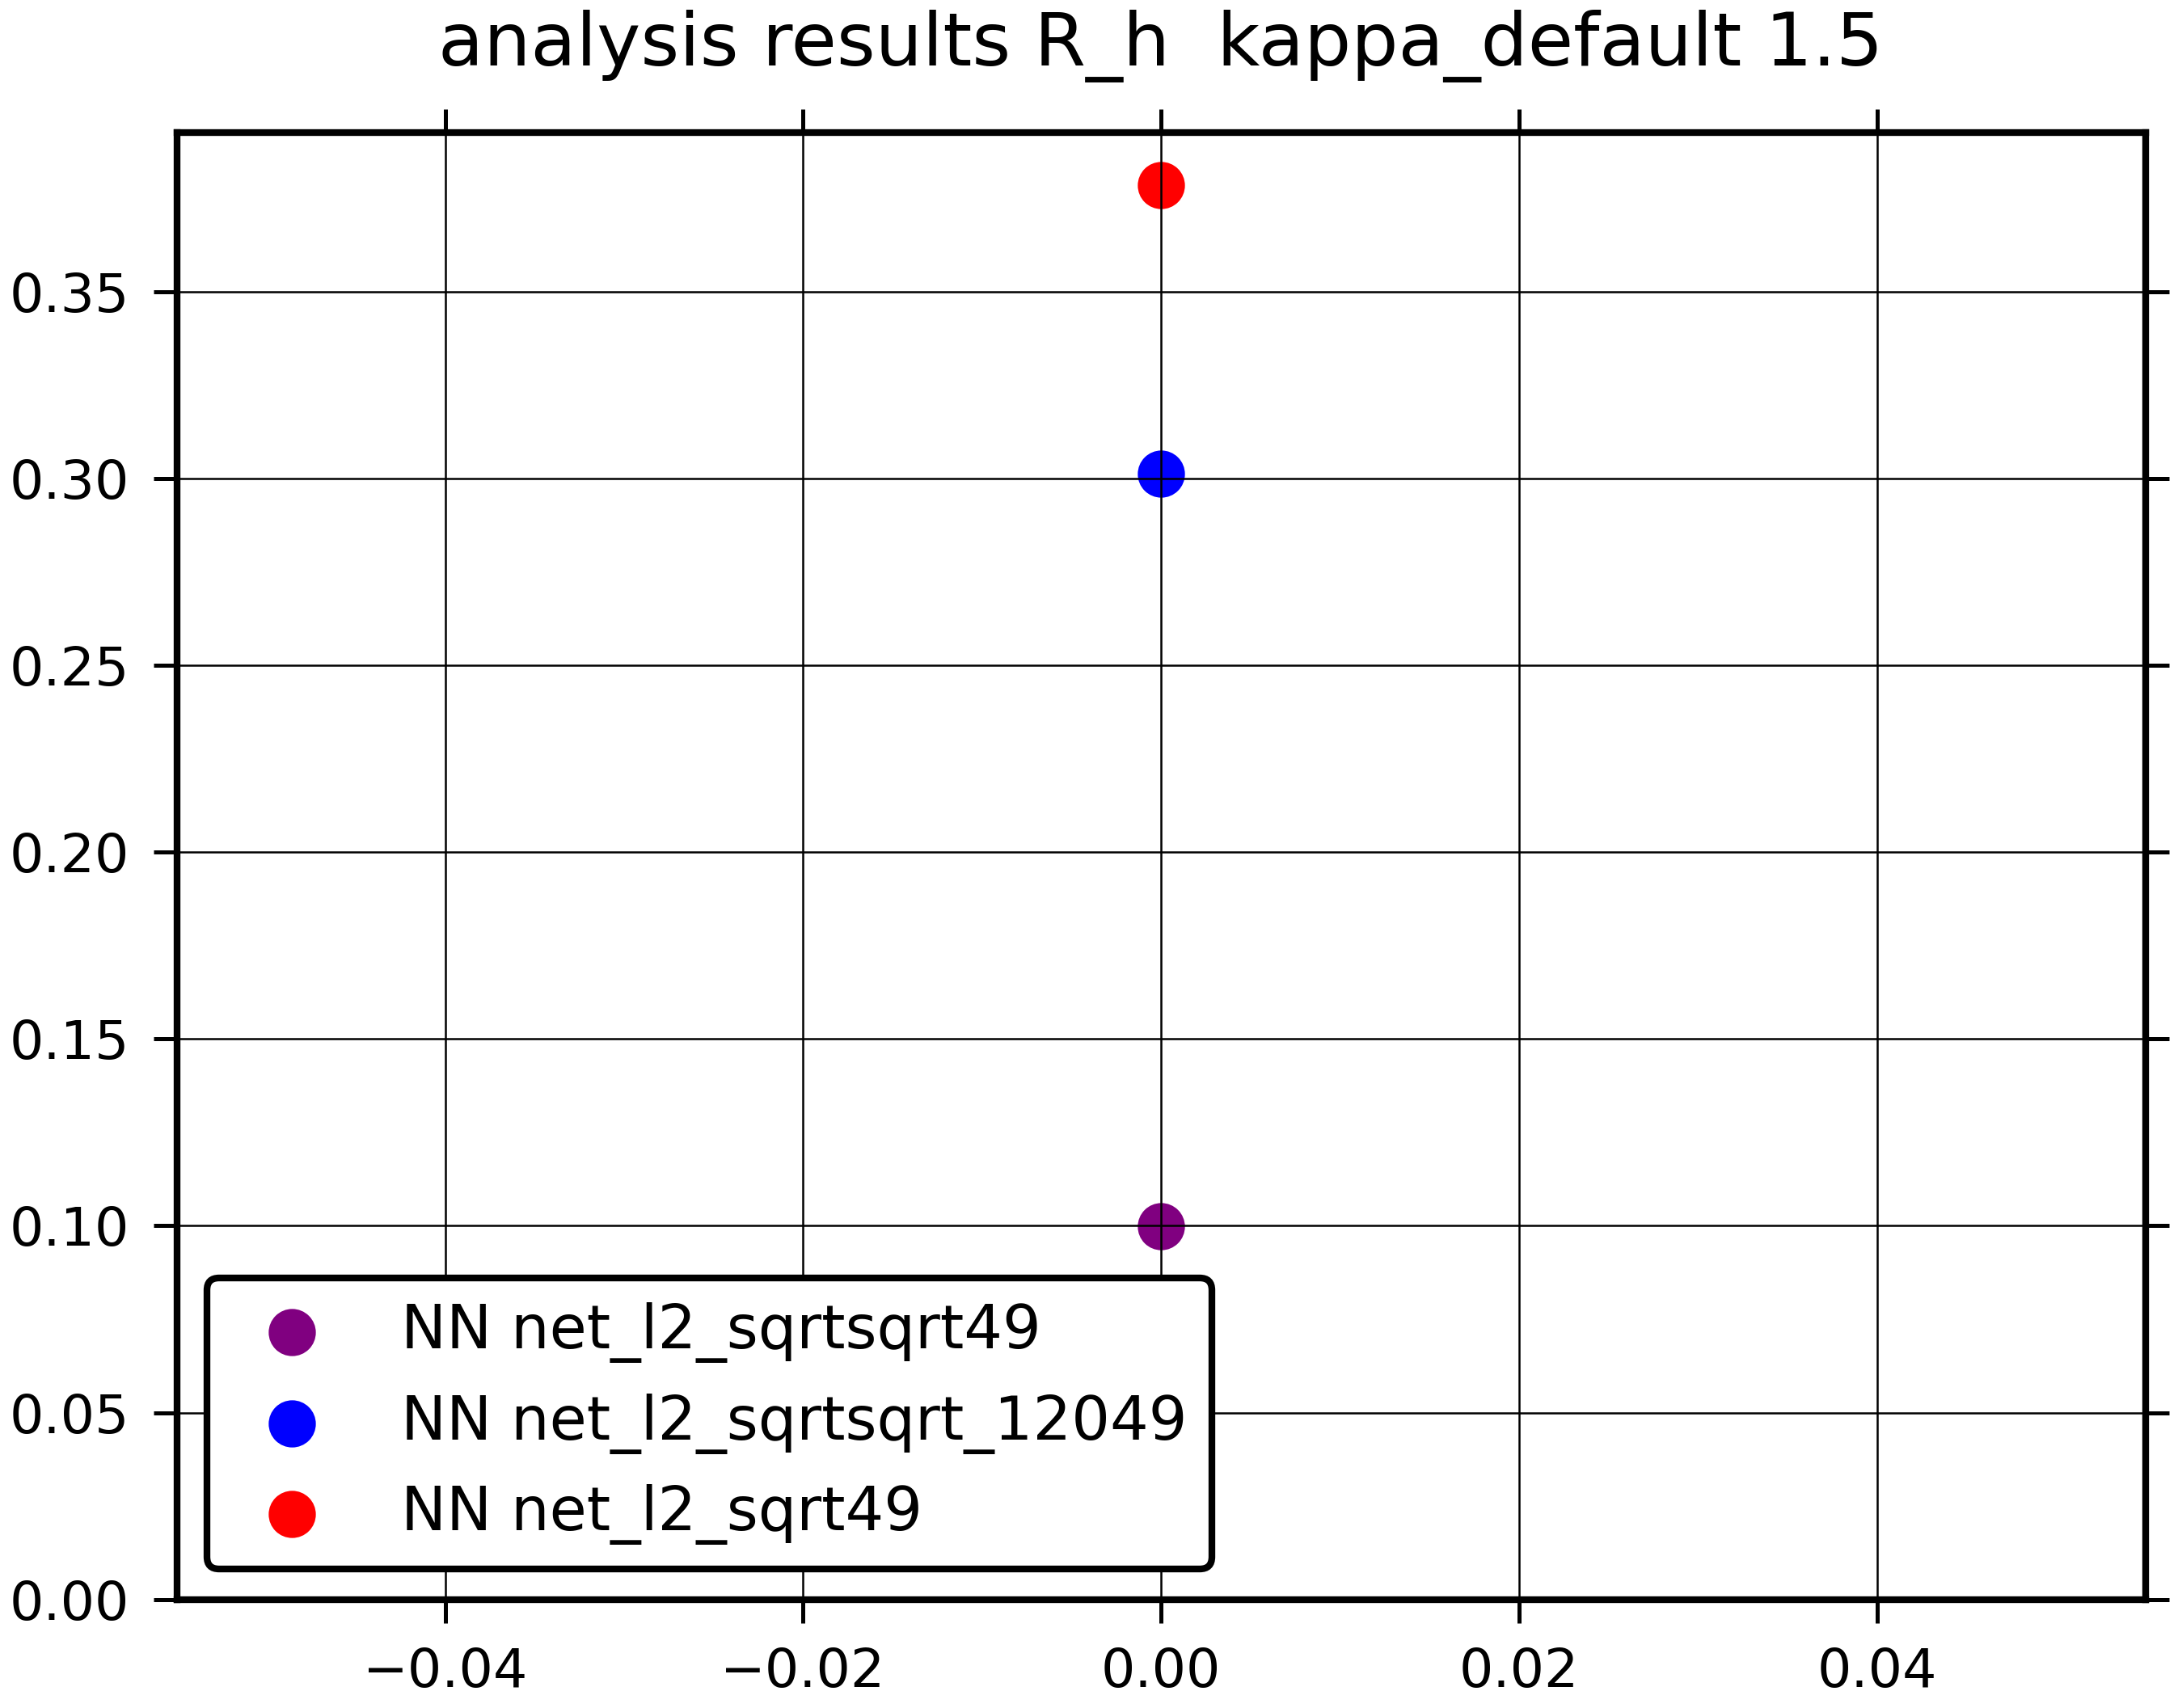 analysis results R_h  kappa_default 1.5
0.35
0.30
0.25
0.20
0.15
0.10
0.05
0.00
NN net_l2_sqrtsqrt49
NN net_l2_sqrtsqrt_12049
NN net_l2_sqrt49
−0.04 −0.02 0.00 0.02 0.04